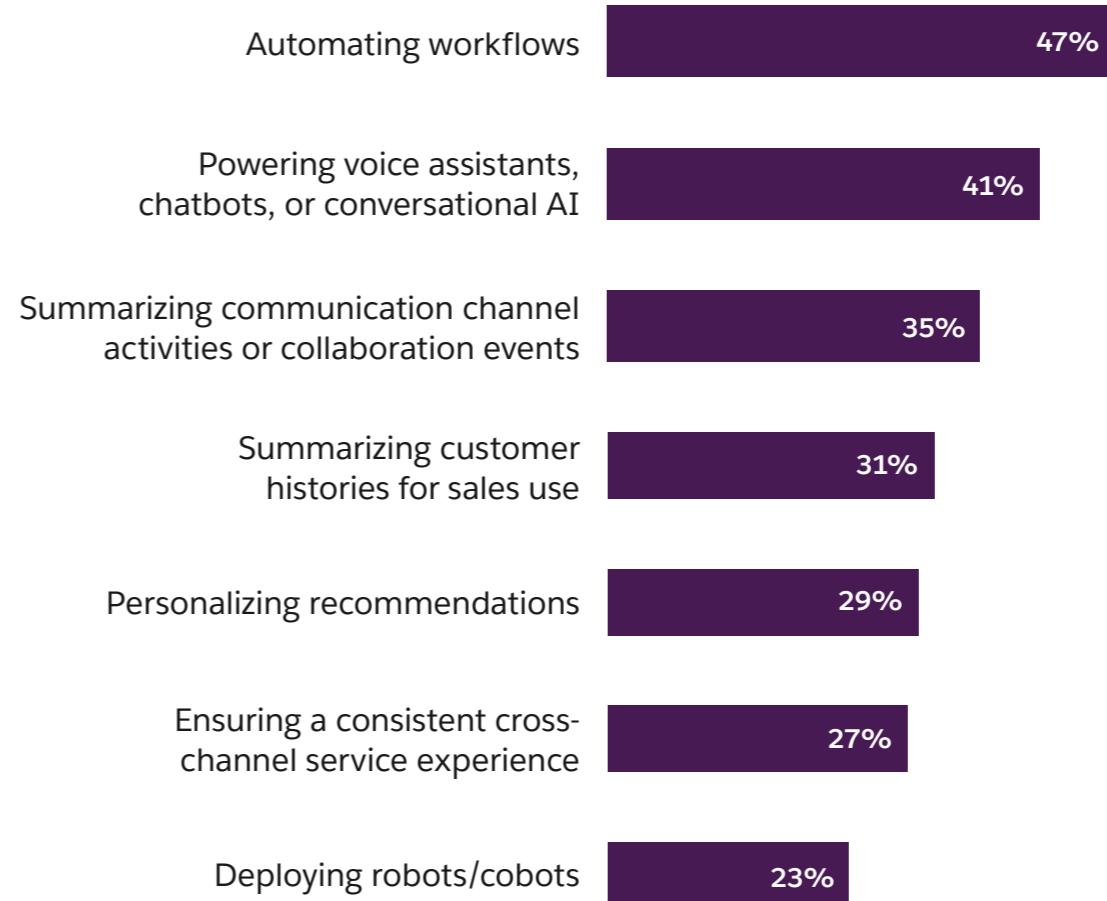 Automating workflows
47%
Powering voice assistants,
chatbots, or conversational AI
41%
Summarizing communication channel
activities or collaboration events
35%
Summarizing customer
histories for sales use
31%
Personalizing recommendations
29%
Ensuring a consistent cross-
channel service experience
27%
Deploying robots/cobots
23%